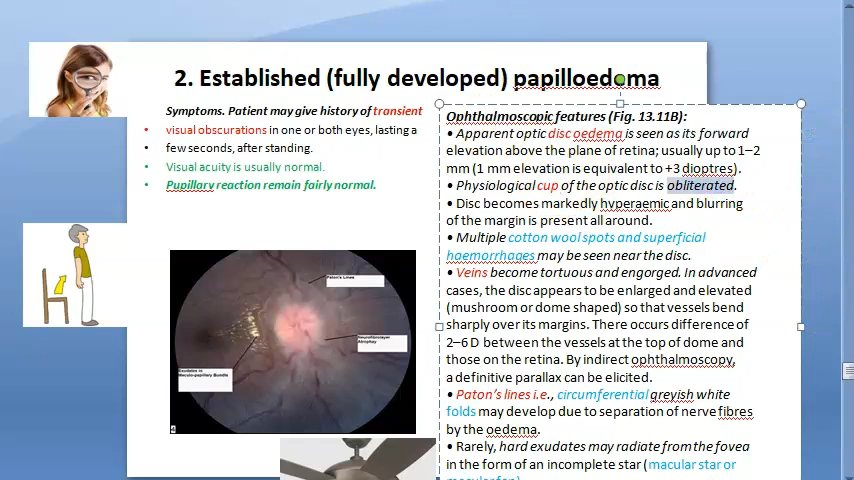 2. Established (fully developed) papilloedema
Symptoms. Patient may give history of transient
• visual obscurations in one or both eyes, lasting a
• few seconds, after standing.
• Visual acuity is usually normal.
• Pupillary reaction remain fairly normal.
Paton's Lines
Exudates in
Maculo-papillary Bundle
4
Ophthalmoscopic features (Fig. 13.11B):
• Apparent optic disc oedema is seen as its forward
elevation above the plane of retina; usually up to 1–2
mm (1 mm elevation is equivalent to +3 dioptres).
• Physiological cup of the optic disc is obliterated.
• Disc becomes markedly hyperaemic and blurring
of the margin is present all around.
• Multiple cotton wool spots and superficial
haemorrhages may be seen near the disc.
• Veins become tortuous and engorged. In advanced
cases, the disc appears to be enlarged and elevated
(mushroom or dome shaped) so that vessels bend
sharply over its margins. There occurs difference of
2–6 D between the vessels at the top of dome and
those on the retina. By indirect ophthalmoscopy,
a definitive parallax can be elicited.
• Paton's lines i.e., circumferential greyish white
folds may develop due to separation of nerve fibres
by the oedema.
• Rarely, hard exudates may radiate from the fovea
in the form of an incomplete star (macular star or